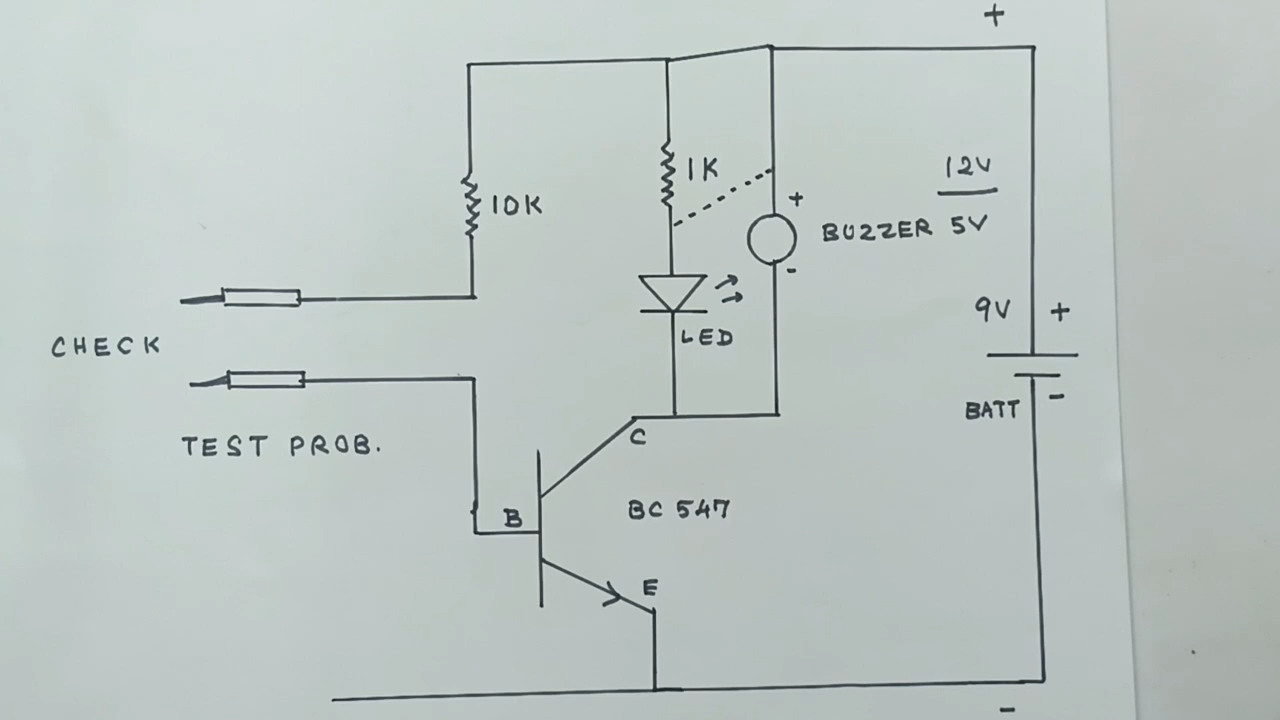 +
1K
12V
10K
+
BUZZER 5V
-
9V +
CHECK
LED
BATT -
TEST PROB.
C
B
BC 547
E
-